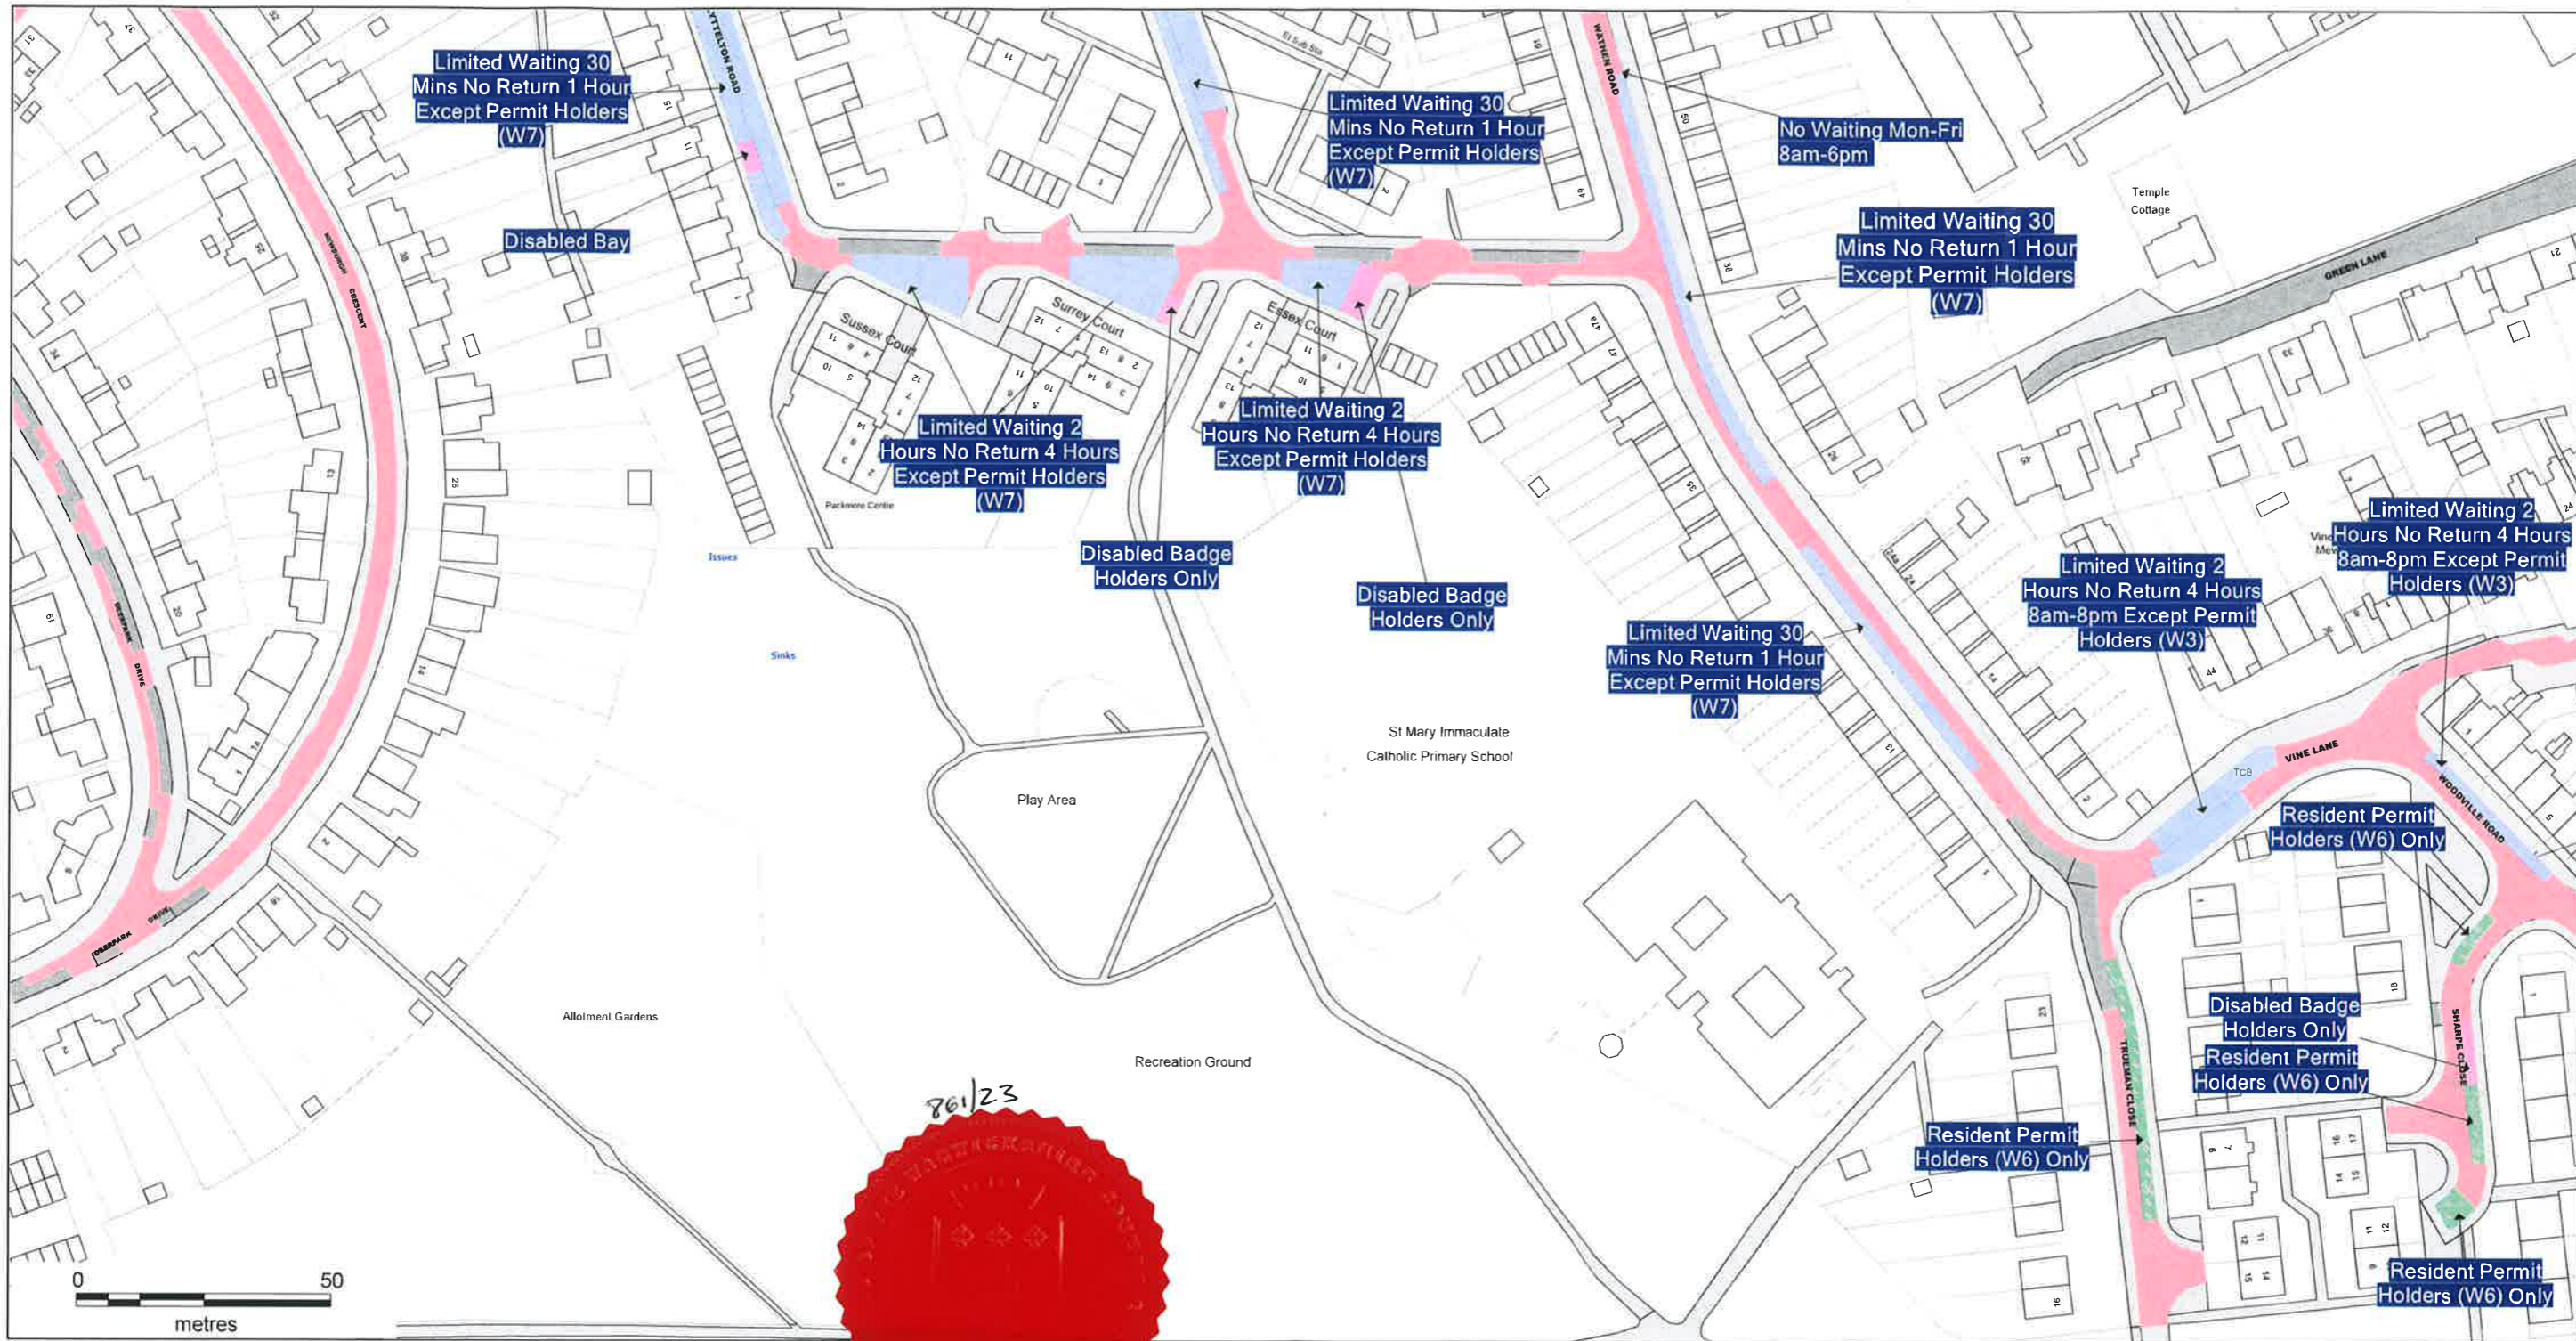 Limited Waiting 30
Mins No Return 1 Hour
Except Permit Holders
(W7)
Disabled Bay
Limited Waiting 30
Mins No Return 1 Hour
Except Permit Holders
(W7)
El Sub Sta
WATHEN ROAD
No Waiting Mon-Fri
8am-6pm
Limited Waiting 30
Mins No Return 1 Hour
Except Permit Holders
(W7)
Temple
Cottage
GREEN LANE
NEWBURGH
CRESCENT
Sussex Court
Surrey Court
Essex Court
Limited Waiting 2
Hours No Return 4 Hours
Except Permit Holders
(W7)
Limited Waiting 2
Hours No Return 4 Hours
Except Permit Holders
(W7)
Packmore Centre
Issues
Sinks
Disabled Badge
Holders Only
Disabled Badge
Holders Only
Limited Waiting 30
Mins No Return 1 Hour
Except Permit Holders
(W7)
Limited Waiting 2
Hours No Return 4 Hours
8am-8pm Except Permit
Holders (W3)
Limited Waiting 2
Hours No Return 4 Hours
8am-8pm Except Permit
Holders (W3)
St Mary Immaculate
Catholic Primary School
Play Area
TCB
VINE LANE
WOODVILLE ROAD
Resident Permit
Holders (W6) Only
DRIVE
DRIVE
Allotment Gardens
Recreation Ground
Disabled Badge
Holders Only
Resident Permit
Holders (W6) Only
SHARPE CLOSE
TRUEMAN CLOSE
Resident Permit
Holders (W6) Only
Resident Permit
Holders (W6) Only
861/23
0 50
metres